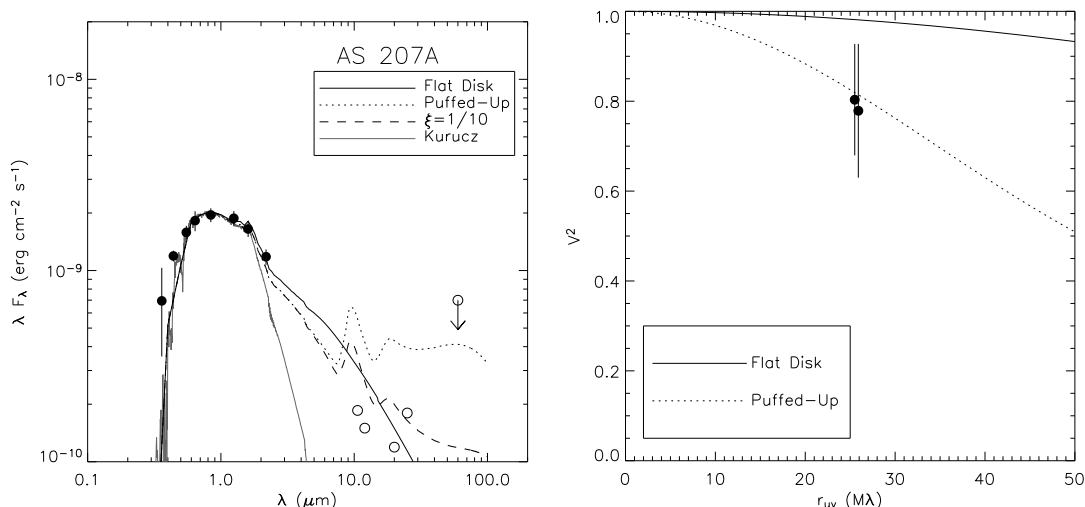 AS 207A
Flat Disk
Puffed-Up
ξ=1/10
Kurucz
10⁻⁸
10⁻⁹
10⁻¹⁰
λ Fλ (erg cm⁻² s⁻¹)
0.1 1.0 10.0 100.0
λ (μm)
1.0
0.8
0.6
0.4
0.2
0.0
V²
Flat Disk
Puffed-Up
0 10 20 30 40 50
r_uv (Mλ)